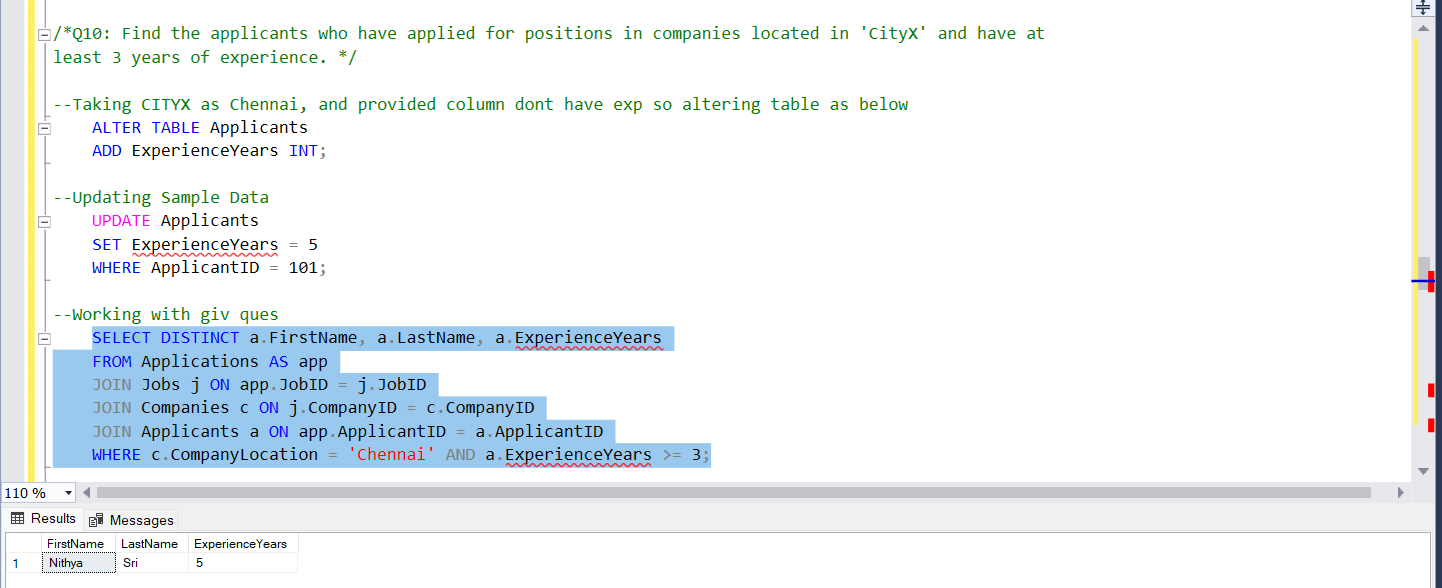 /*Q10: Find the applicants who have applied for positions in companies located in 'CityX' and have at
least 3 years of experience. */
--Taking CITYX as Chennai, and provided column dont have exp so altering table as below
ALTER TABLE Applicants
ADD ExperienceYears INT;
--Updating Sample Data
UPDATE Applicants
SET ExperienceYears = 5
WHERE ApplicantID = 101;
--Working with giv ques
SELECT DISTINCT a.FirstName, a.LastName, a.ExperienceYears
FROM Applications AS app
JOIN Jobs j ON app.JobID = j.JobID
JOIN Companies c ON j.CompanyID = c.CompanyID
JOIN Applicants a ON app.ApplicantID = a.ApplicantID
WHERE c.CompanyLocation = 'Chennai' AND a.ExperienceYears >= 3;
110 %
Results Messages
FirstName LastName ExperienceYears
1 Nithya Sri 5